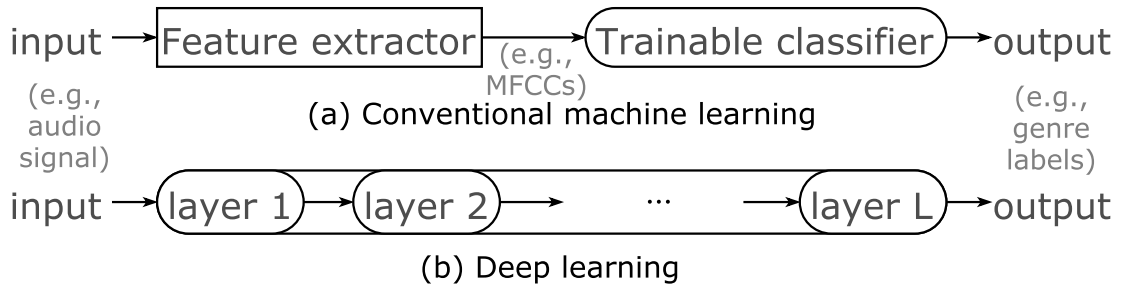 input Feature extractor (e.g., MFCCs) Trainable classifier output
(a) Conventional machine learning
(e.g.,
audio
signal)
(e.g.,
genre
labels)
input layer 1 layer 2 ... layer L output
(b) Deep learning